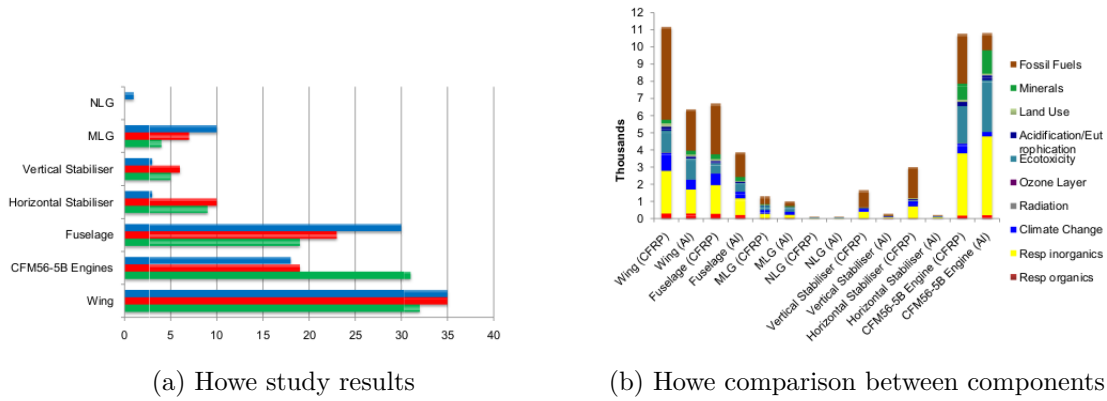 NLG
MLG
Vertical Stabiliser
Horizontal Stabiliser
Fuselage
CFM56-5B Engines
Wing
0 5 10 15 20 25 30 35 40
(a) Howe study results
12
11
10
9
8
7
6
5
4
3
2
1
0
Thousands
Wing (CFRP)
Wing (Al)
Fuselage (CFRP)
Fuselage (Al)
MLG (CFRP)
MLG (Al)
NLG (CFRP)
NLG (Al)
Vertical Stabiliser (CFRP)
Vertical Stabiliser (Al)
Horizontal Stabiliser (CFRP)
Horizontal Stabiliser (Al)
CFM56-5B Engine (CFRP)
CFM56-5B Engine (Al)
Fossil Fuels
Minerals
Land Use
Acidification/Eut
rophication
Ecotoxicity
Ozone Layer
Radiation
Climate Change
Resp inorganics
Resp organics
(b) Howe comparison between components